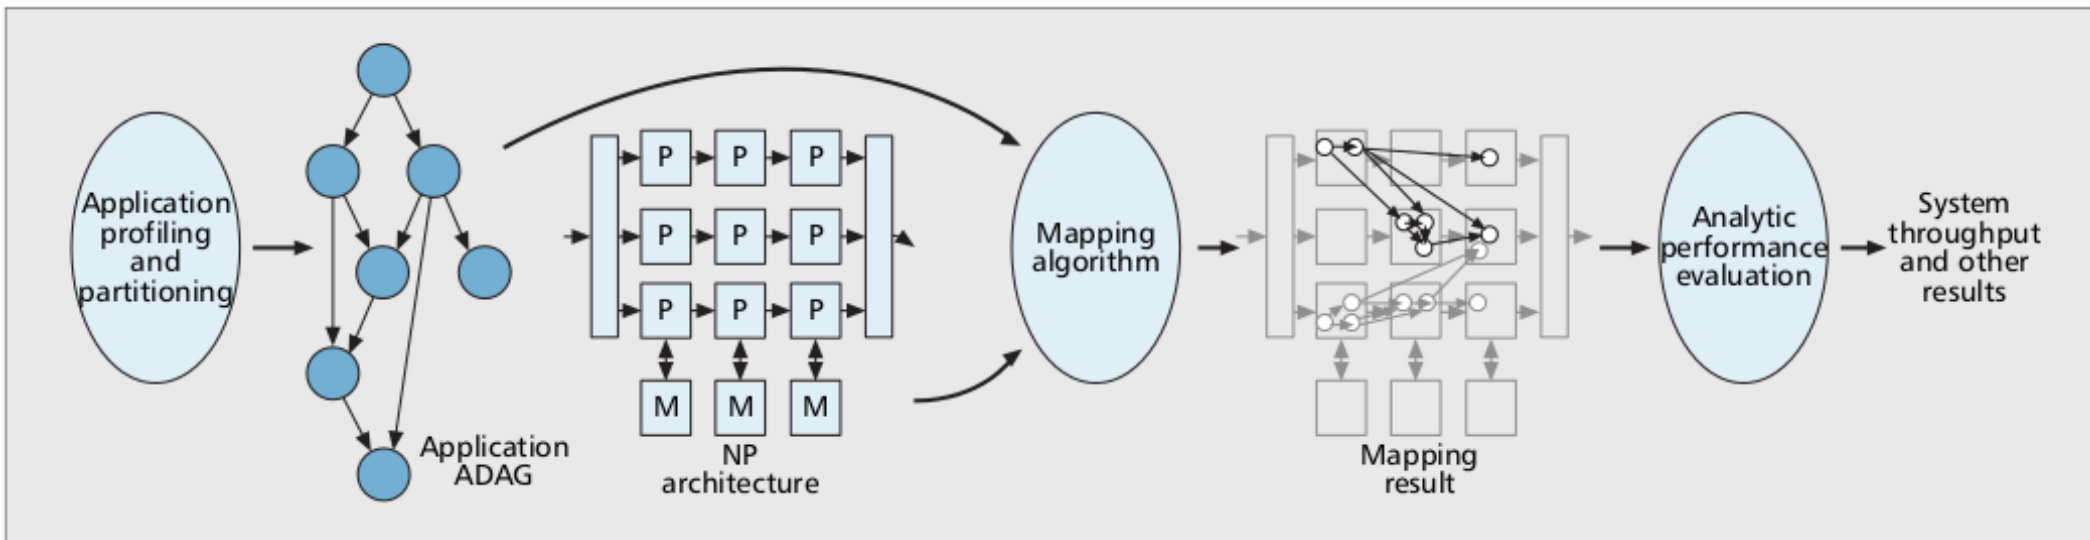 Application
profiling
and
partitioning
Application
ADAG
P P P
P P P
P P P
M M M
NP
architecture
Mapping
algorithm
Mapping
result
Analytic
performance
evaluation
System
throughput
and other
results